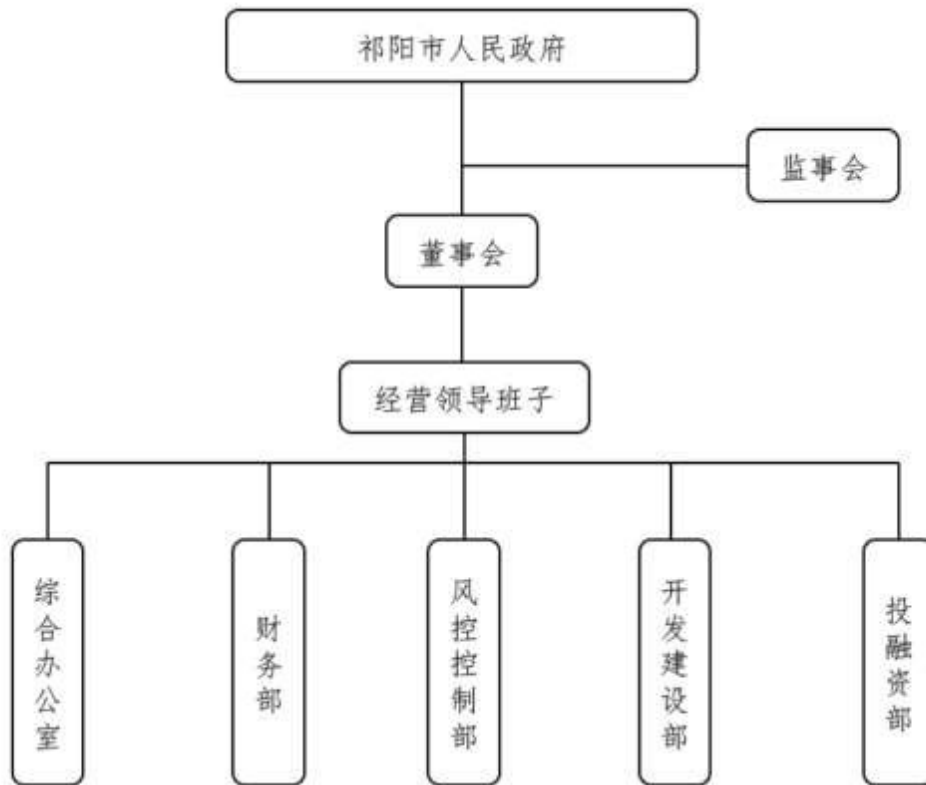 祁阳市人民政府
监事会
董事会
经营领导班子
综合办公室
财务部
风控控制部
开发建设部
投融资部